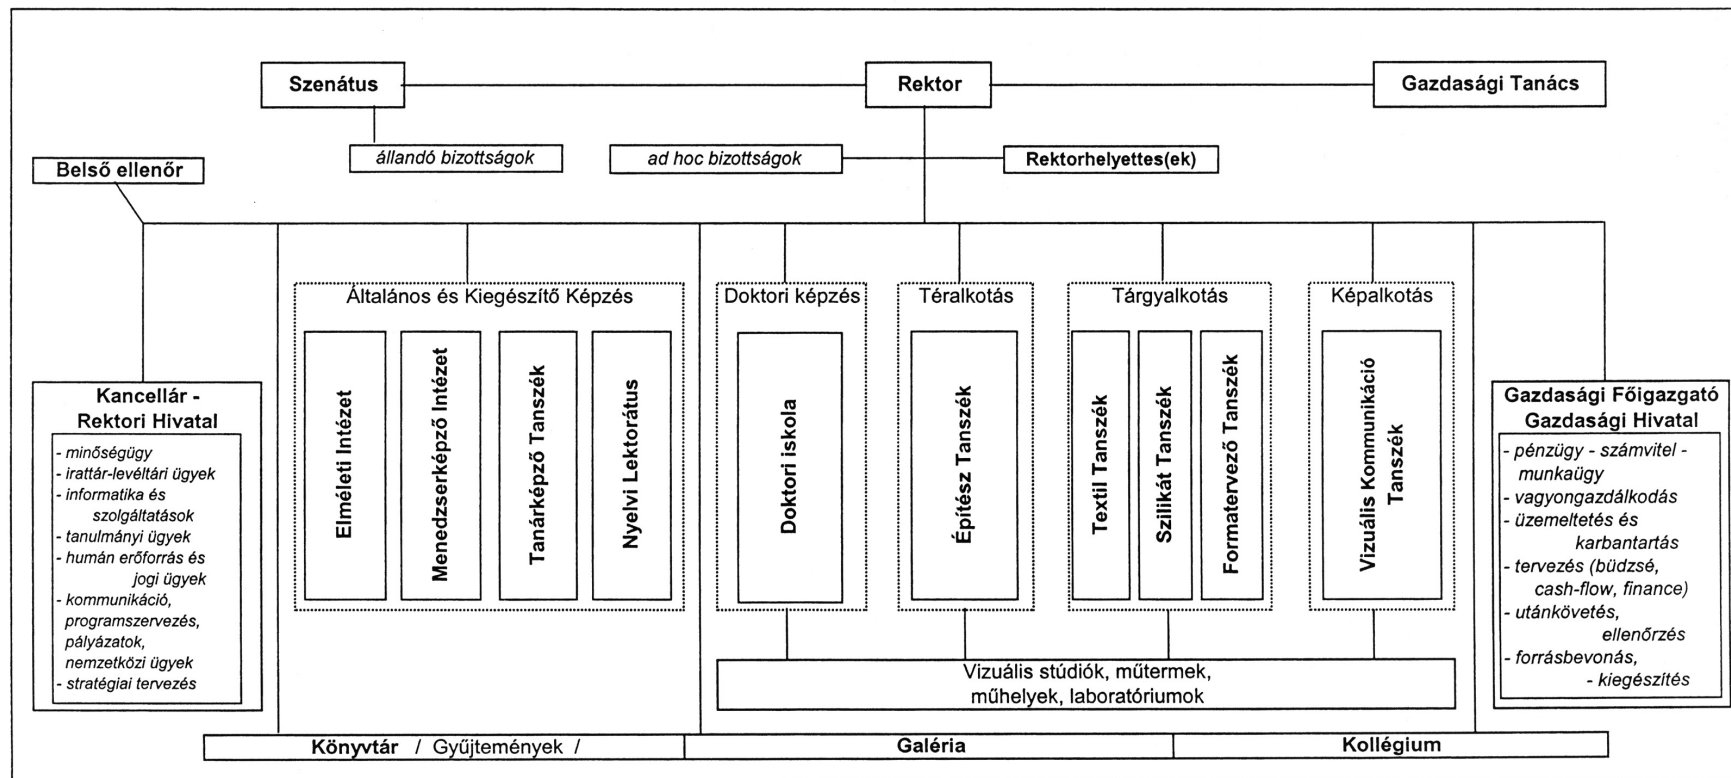 Szenátus
Rektor
Gazdasági Tanács
állandó bizottságok
ad hoc bizottságok
Rektorhelyettes(ek)
Belső ellenőr
Általános és Kiegészítő Képzés
Elméleti Intézet
Menedzserképző Intézet
Tanárképző Tanszék
Nyelvi Lektorátus
Doktori képzés
Doktori iskola
Téralkotás
Építész Tanszék
Tárgyalkotás
Textil Tanszék
Szilikát Tanszék
Formatervező Tanszék
Képalkotás
Vizuális Kommunikáció
Tanszék
Kancellár -
Rektori Hivatal
- minőségügy
- irattár-levéltári ügyek
- informatika és
szolgáltatások
- tanulmányi ügyek
- humán erőforrás és
jogi ügyek
- kommunikáció,
programszervezés,
pályázatok,
nemzetközi ügyek
- stratégiai tervezés
Gazdasági Főigazgató
Gazdasági Hivatal
- pénzügy - számvitel -
munkaügy
- vagyongazdálkodás
- üzemeltetés és
karbantartás
- tervezés (büdzsé,
cash-flow, finance)
- utánkövetés,
ellenőrzés
- forrásbevonás,
- kiegészítés
Vizuális stúdiók, műtermek,
műhelyek, laboratóriumok
Könyvtár / Gyűjtemények /
Galéria
Kollégium